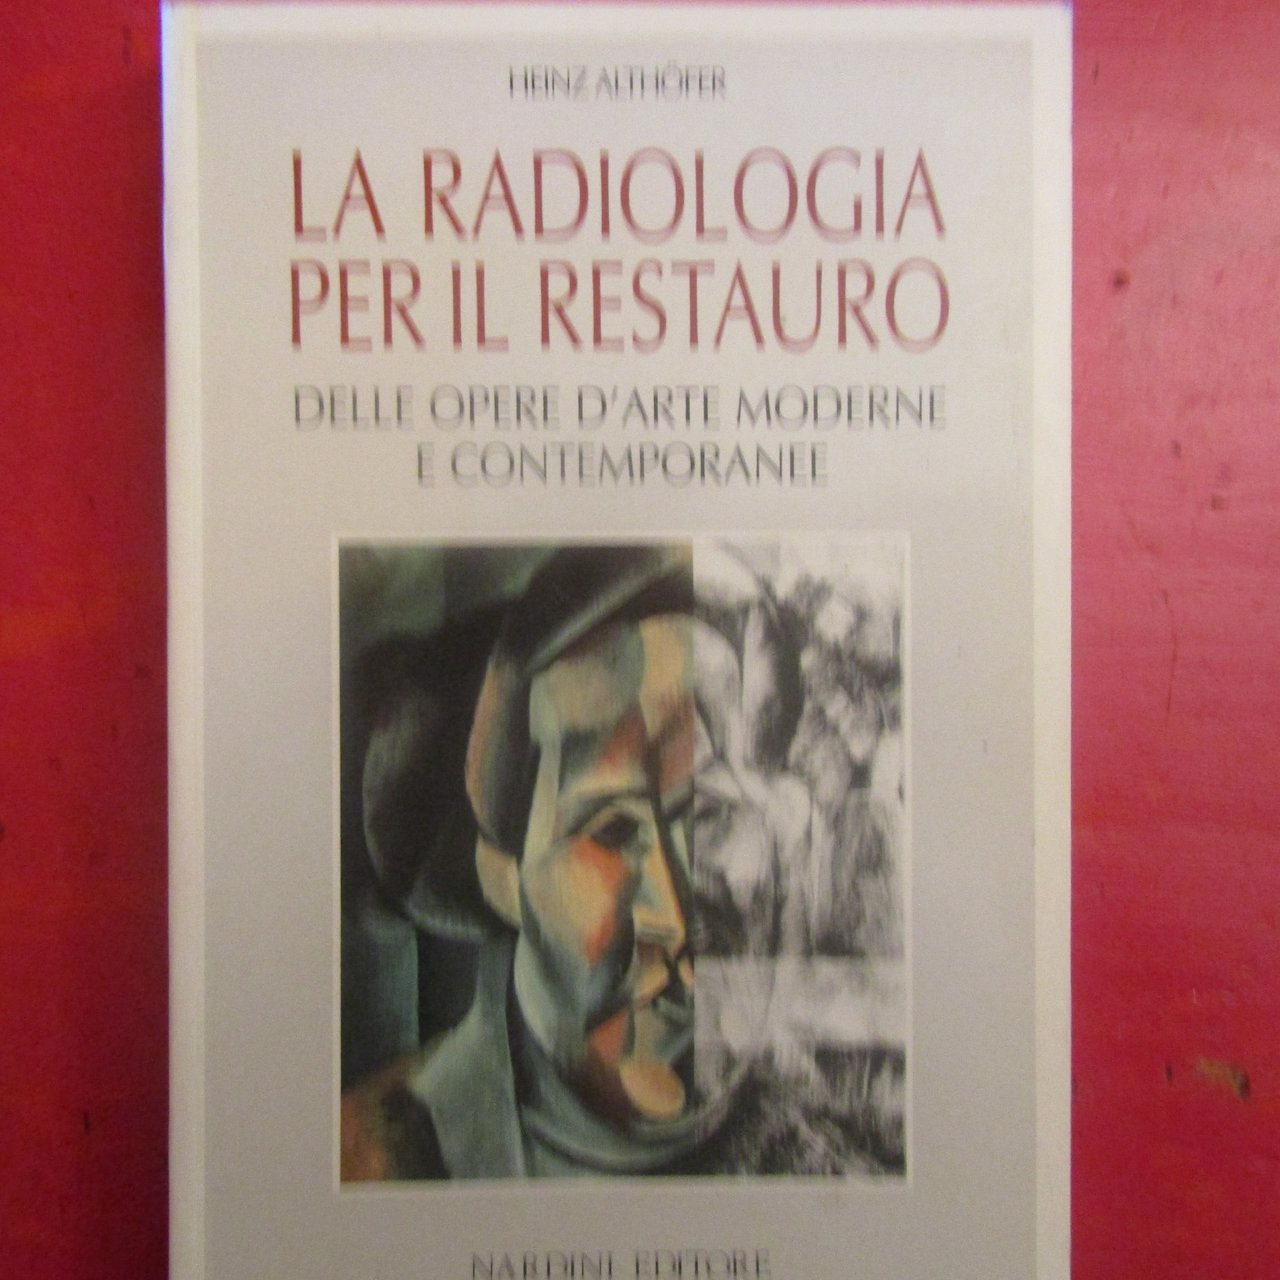 HEINZ ALTHÖFER
LA RADIOLOGIA
PER IL RESTAURO
DELLE OPERE D'ARTE MODERNE
E CONTEMPORANEE
NARDINI EDITORE